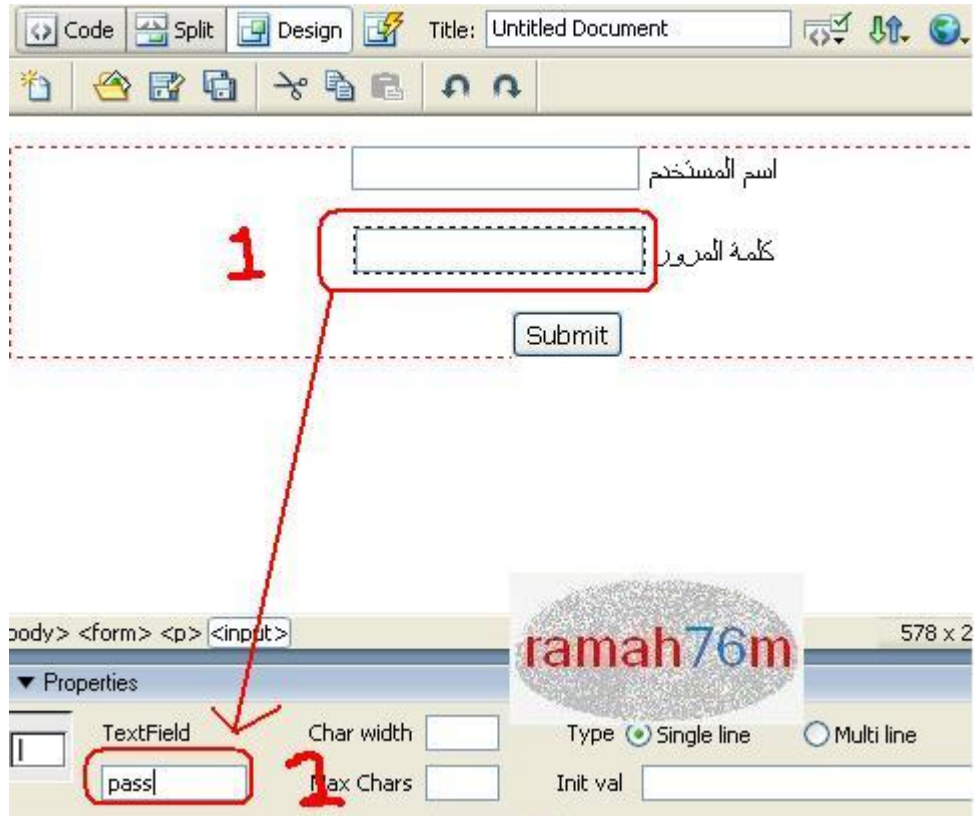 Code Split Design Title: Untitled Document
اسم المستخدم
1 كلمة المرور
Submit
body> <form> <p> <input> 578 x 2
ramah76m
Properties
TextField Char width Type Single line Multi line
pass 1 Max Chars Init val